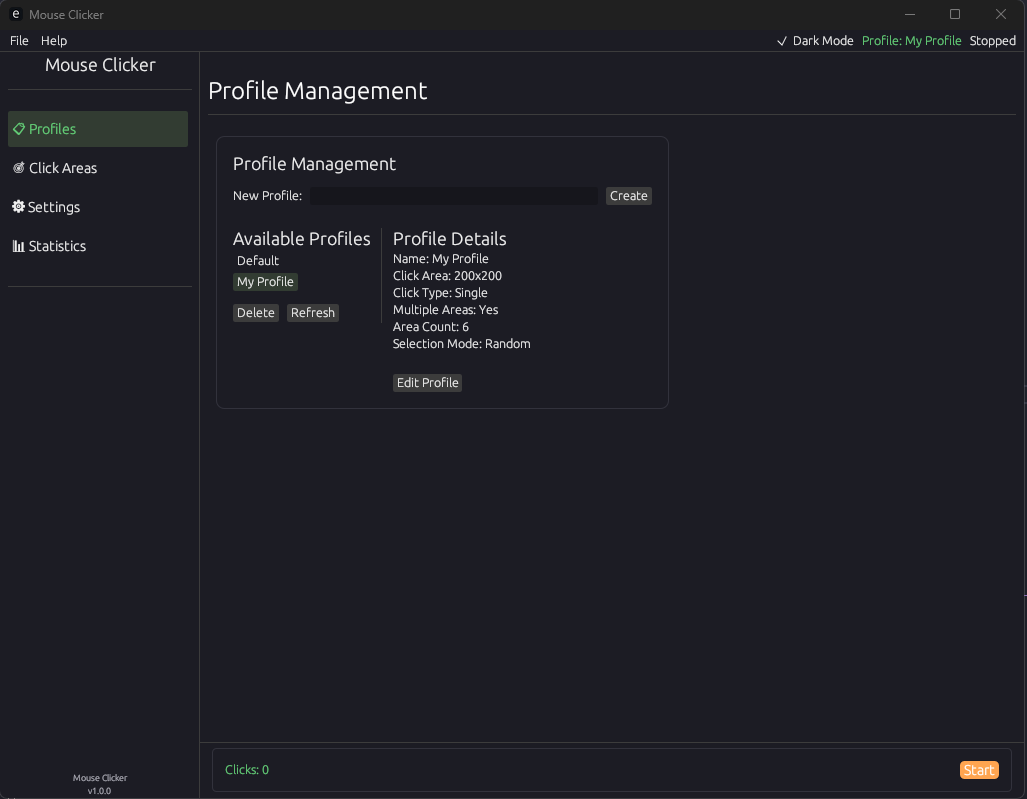 e Mouse Clicker
File Help ✓ Dark Mode Profile: My Profile Stopped
Mouse Clicker
Profiles
Click Areas
Settings
Statistics
Mouse Clicker
v1.0.0
Profile Management
Profile Management
New Profile: Create
Available Profiles
Default
My Profile
Delete Refresh
Profile Details
Name: My Profile
Click Area: 200x200
Click Type: Single
Multiple Areas: Yes
Area Count: 6
Selection Mode: Random
Edit Profile
Clicks: 0 Start